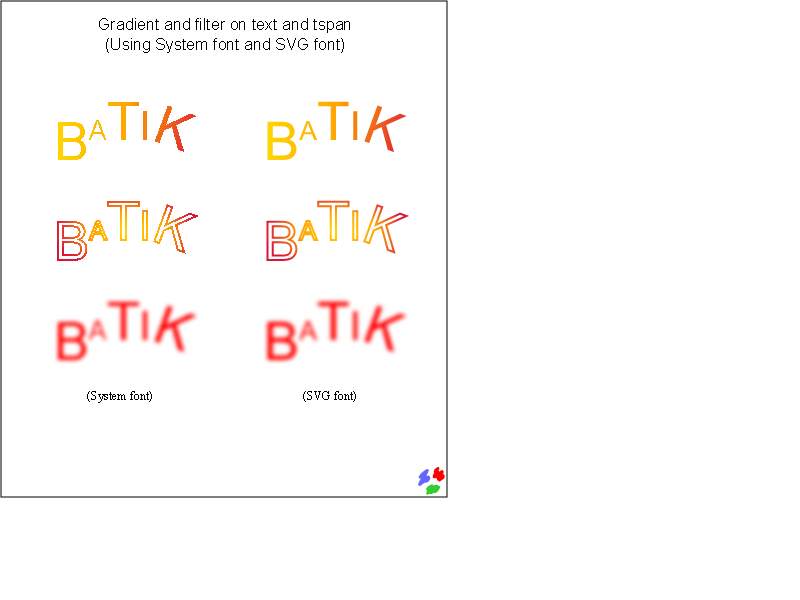 Gradient and filter on text and tspan
(Using System font and SVG font)
BATIK BATIK
BATIK BATIK
BATIK BATIK
(System font) (SVG font)